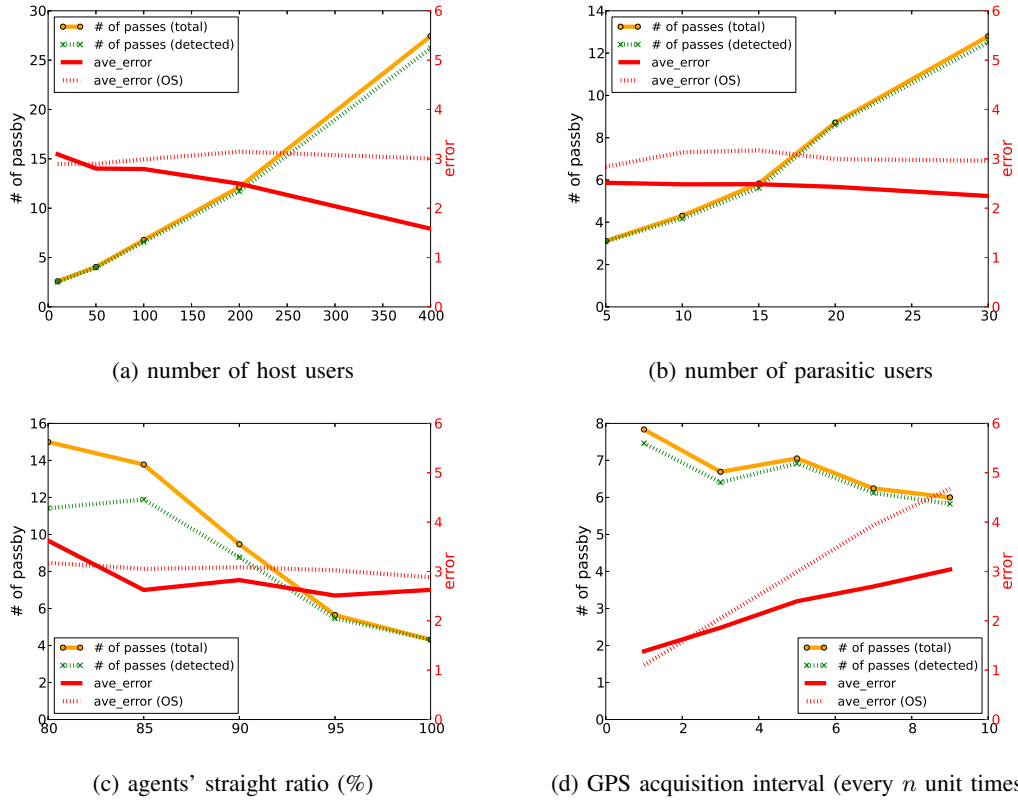 30
25
20
15
10
5
0
# of passby
# of passes (total)
# of passes (detected)
ave_error
ave_error (OS)
6
5
4
3
2
1
0
error
0 50 100 150 200 250 300 350 400
(a) number of host users
14
12
10
8
6
4
2
0
# of passby
# of passes (total)
# of passes (detected)
ave_error
ave_error (OS)
6
5
4
3
2
1
0
error
5 10 15 20 25 30
(b) number of parasitic users
16
14
12
10
8
6
4
2
0
# of passby
# of passes (total)
# of passes (detected)
ave_error
ave_error (OS)
6
5
4
3
2
1
0
error
80 85 90 95 100
(c) agents’ straight ratio (%)
8
7
6
5
4
3
2
1
0
# of passby
# of passes (total)
# of passes (detected)
ave_error
ave_error (OS)
6
5
4
3
2
1
0
error
0 2 4 6 8 10
(d) GPS acquisition interval (every n unit times